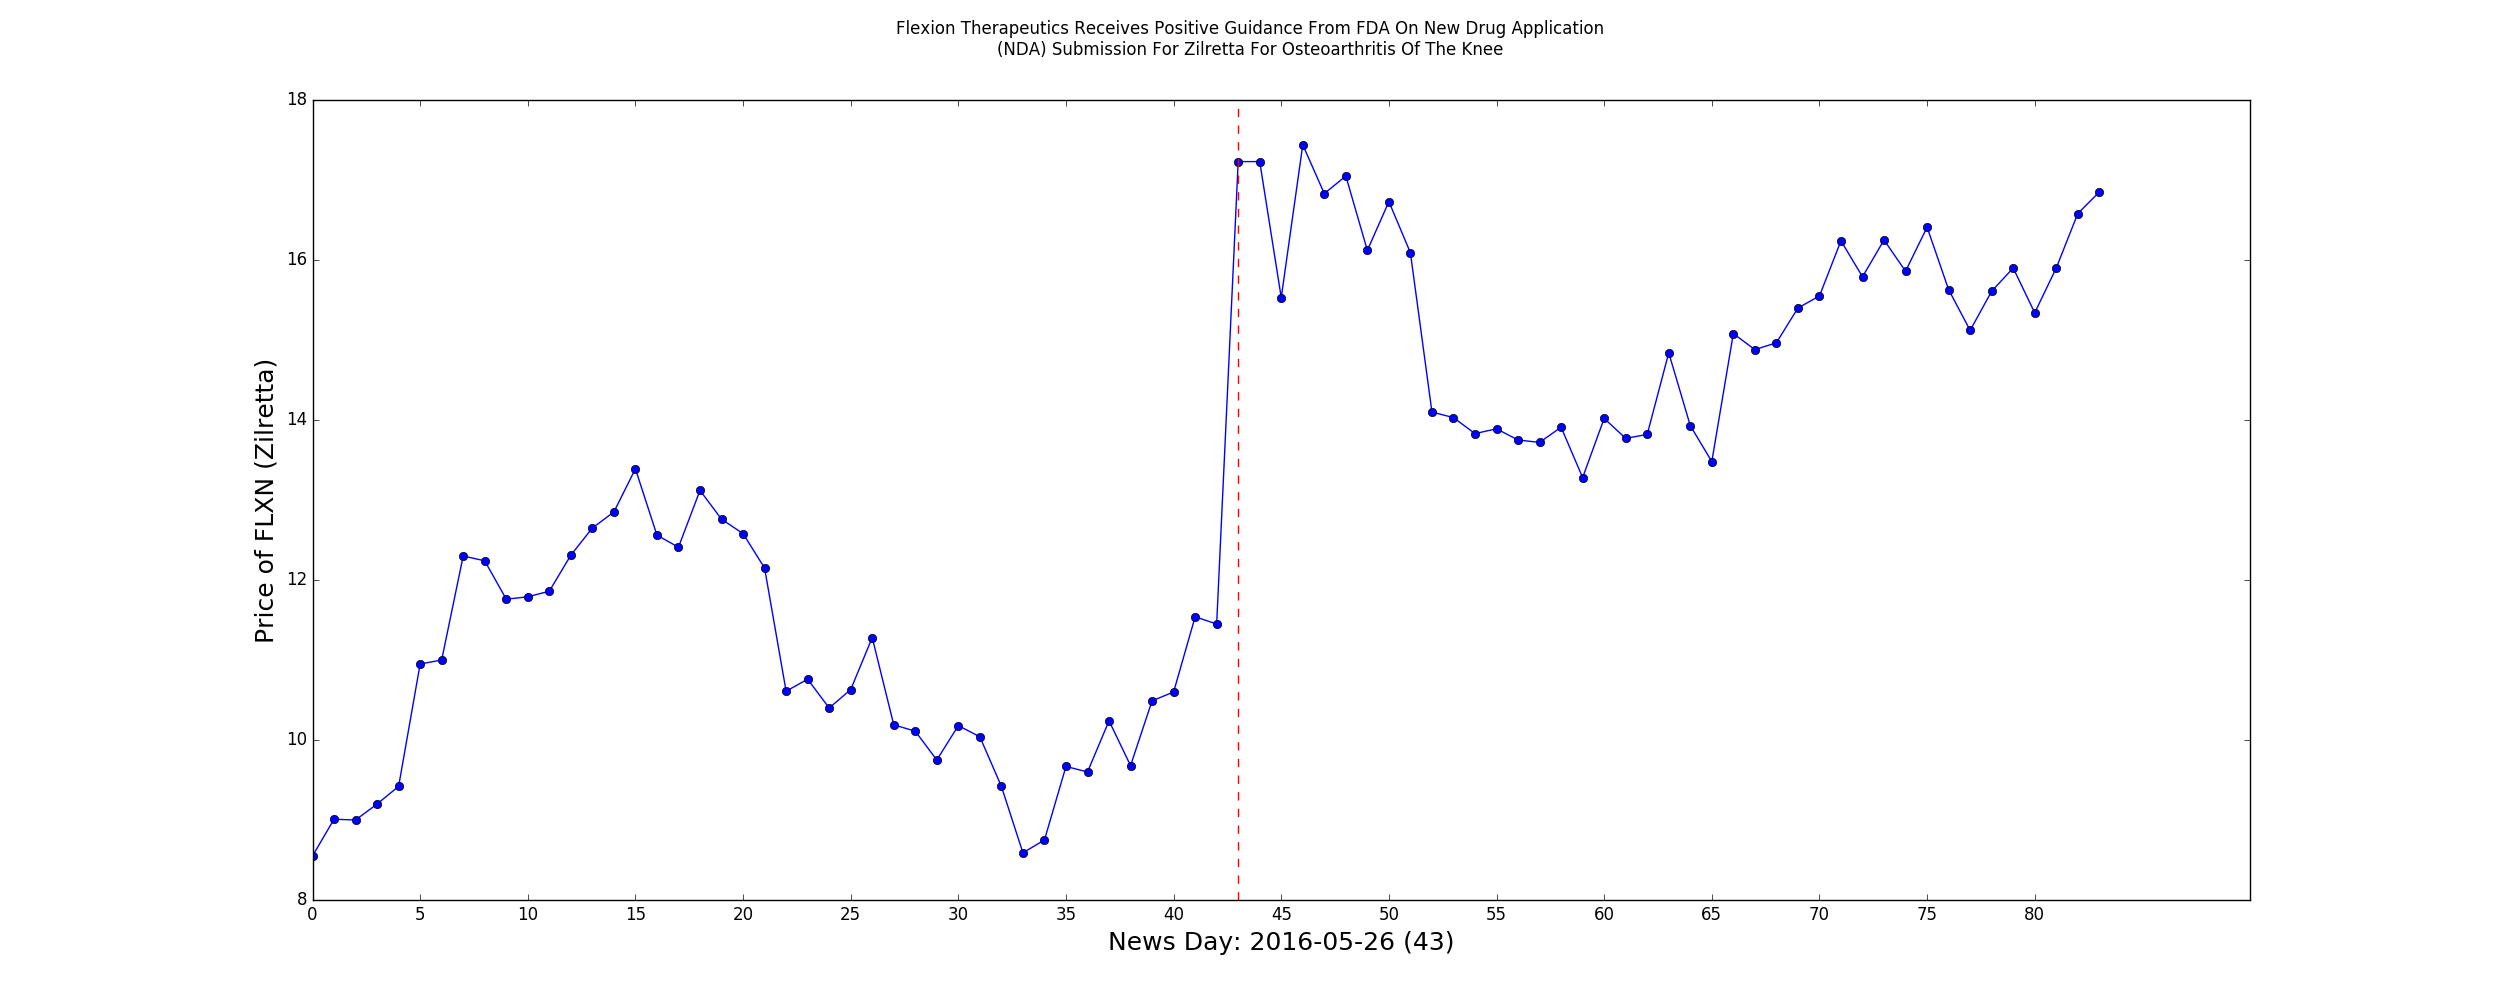 Flexion Therapeutics Receives Positive Guidance From FDA On New Drug Application
(NDA) Submission For Zilretta For Osteoarthritis Of The Knee
18
16
14
12
10
8
Price of FLXN (Zilretta)
0 5 10 15 20 25 30 35 40 45 50 55 60 65 70 75 80
News Day: 2016-05-26 (43)